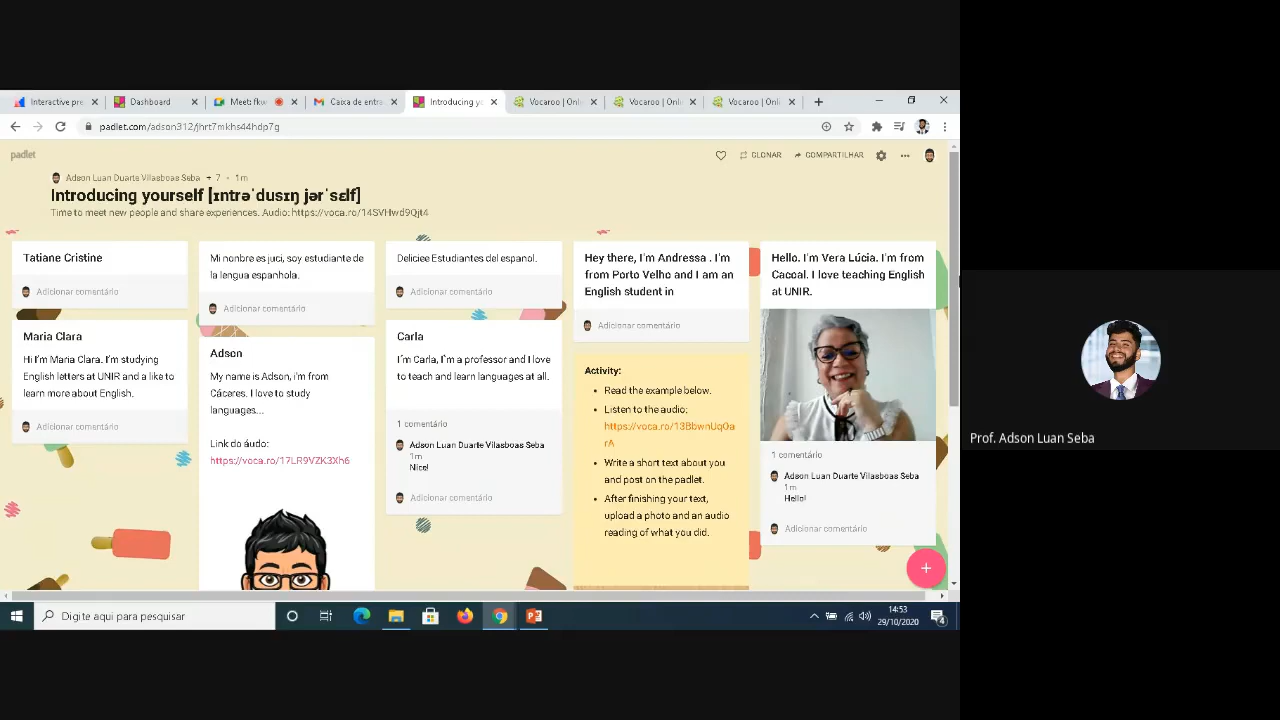 Interactive pre
Dashboard
Meet: fkw
Caixa de entra
Introducing yo
Vocaroo | Onli
Vocaroo | Onli
Vocaroo | Onli
padlet.com/adson312/jhrt7mkhs44hdp7g
padlet
CLONAR
COMPARTILHAR
Adson Luan Duarte Vilasboas Seba + 7 · 1m
Introducing yourself [ɪntrəˈdusɪŋ jərˈsɛlf]
Time to meet new people and share experiences. Audio: https://voca.ro/14SVHwd9Qjt4
Tatiane Cristine
Adicionar comentário
Maria Clara
Hi I'm Maria Clara. I'm studying
English letters at UNIR and a like to
learn more about English.
Adicionar comentário
Mi nonbre es juci, soy estudiante de
la lengua espanhola.
Adicionar comentário
Adson
My name is Adson, i'm from
Cáceres. I love to study
languages...
Link do áudo:
https://voca.ro/17LR9VZK3Xh6
Deliciee Estudiantes del espanol.
Adicionar comentário
Carla
I´m Carla, I´m a professor and I love
to teach and learn languages at all.
1 comentário
Adson Luan Duarte Vilasboas Seba
1m
Nice!
Adicionar comentário
Hey there, I'm Andressa . I'm
from Porto Velho and I am an
English student in
Adicionar comentário
Activity:
• Read the example below.
• Listen to the audio:
https://voca.ro/13BbwnUqOa
rA
• Write a short text about you
and post on the padlet.
• After finishing your text,
upload a photo and an audio
reading of what you did.
Hello. I'm Vera Lúcia. I'm from
Cacoal. I love teaching English
at UNIR.
1 comentário
Adson Luan Duarte Vilasboas Seba
1m
Hello!
Adicionar comentário
Prof. Adson Luan Seba
Digite aqui para pesquisar
14:53
29/10/2020
4